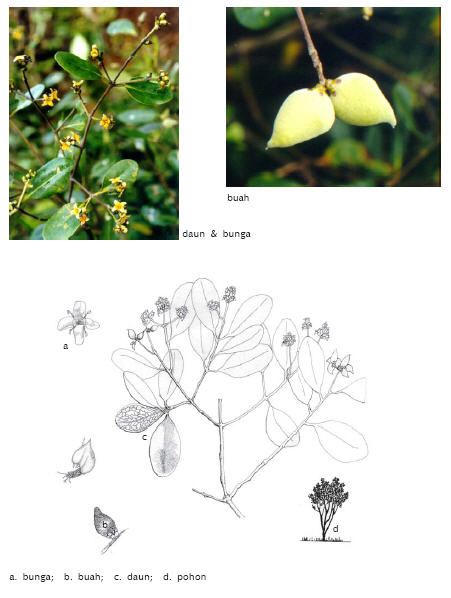 buah
daun & bunga
a
c
b
d
a. bunga; b. buah; c. daun; d. pohon